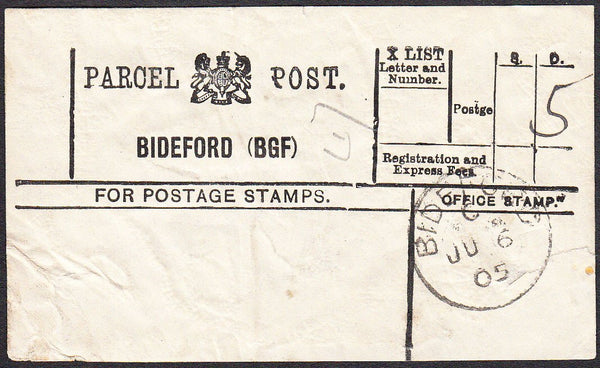 PARCEL POST.
BIDEFORD (BGF)
X LIST
Letter and
Number.
S. D.
Postge
5
Registration and
Express Fees.
FOR POSTAGE STAMPS.
OFFICE STAMP."
BIDEFORD
C
JU 6
05